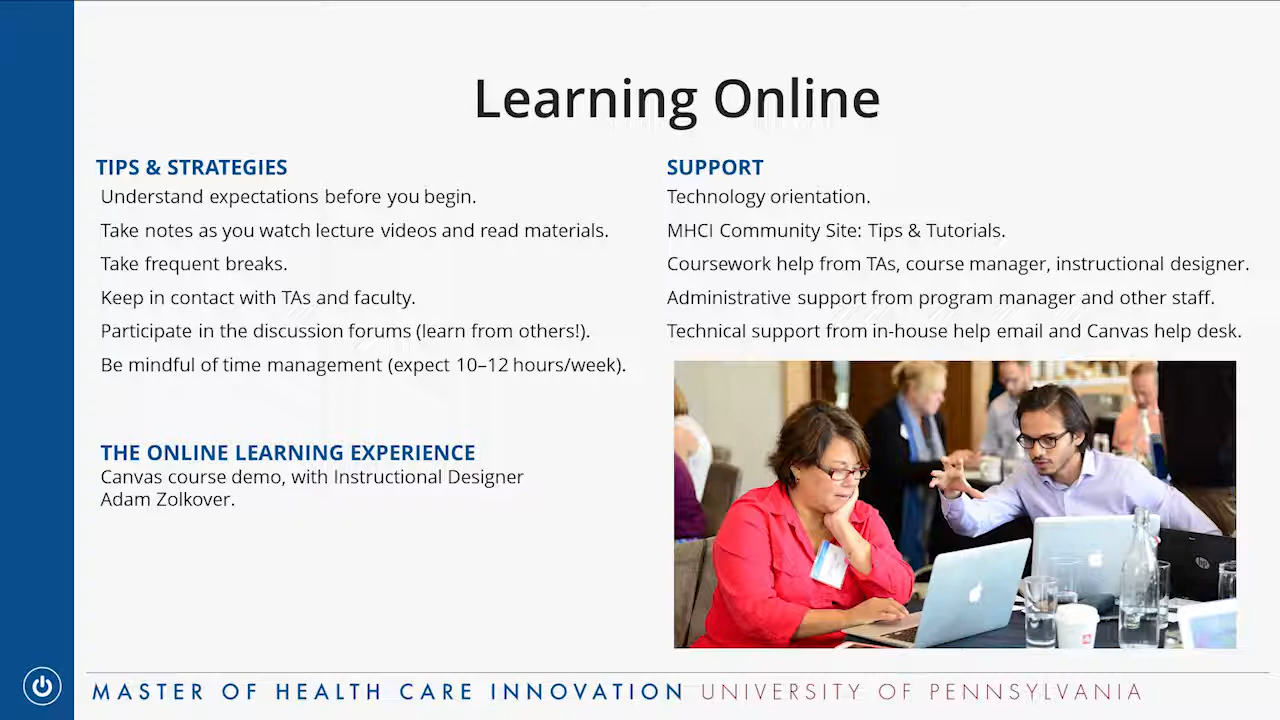 Learning Online
TIPS & STRATEGIES
Understand expectations before you begin.
Take notes as you watch lecture videos and read materials.
Take frequent breaks.
Keep in contact with TAs and faculty.
Participate in the discussion forums (learn from others!).
Be mindful of time management (expect 10–12 hours/week).
THE ONLINE LEARNING EXPERIENCE
Canvas course demo, with Instructional Designer
Adam Zolkover.
SUPPORT
Technology orientation.
MHCI Community Site: Tips & Tutorials.
Coursework help from TAs, course manager, instructional designer.
Administrative support from program manager and other staff.
Technical support from in-house help email and Canvas help desk.
MASTER OF HEALTH CARE INNOVATION UNIVERSITY OF PENNSYLVANIA